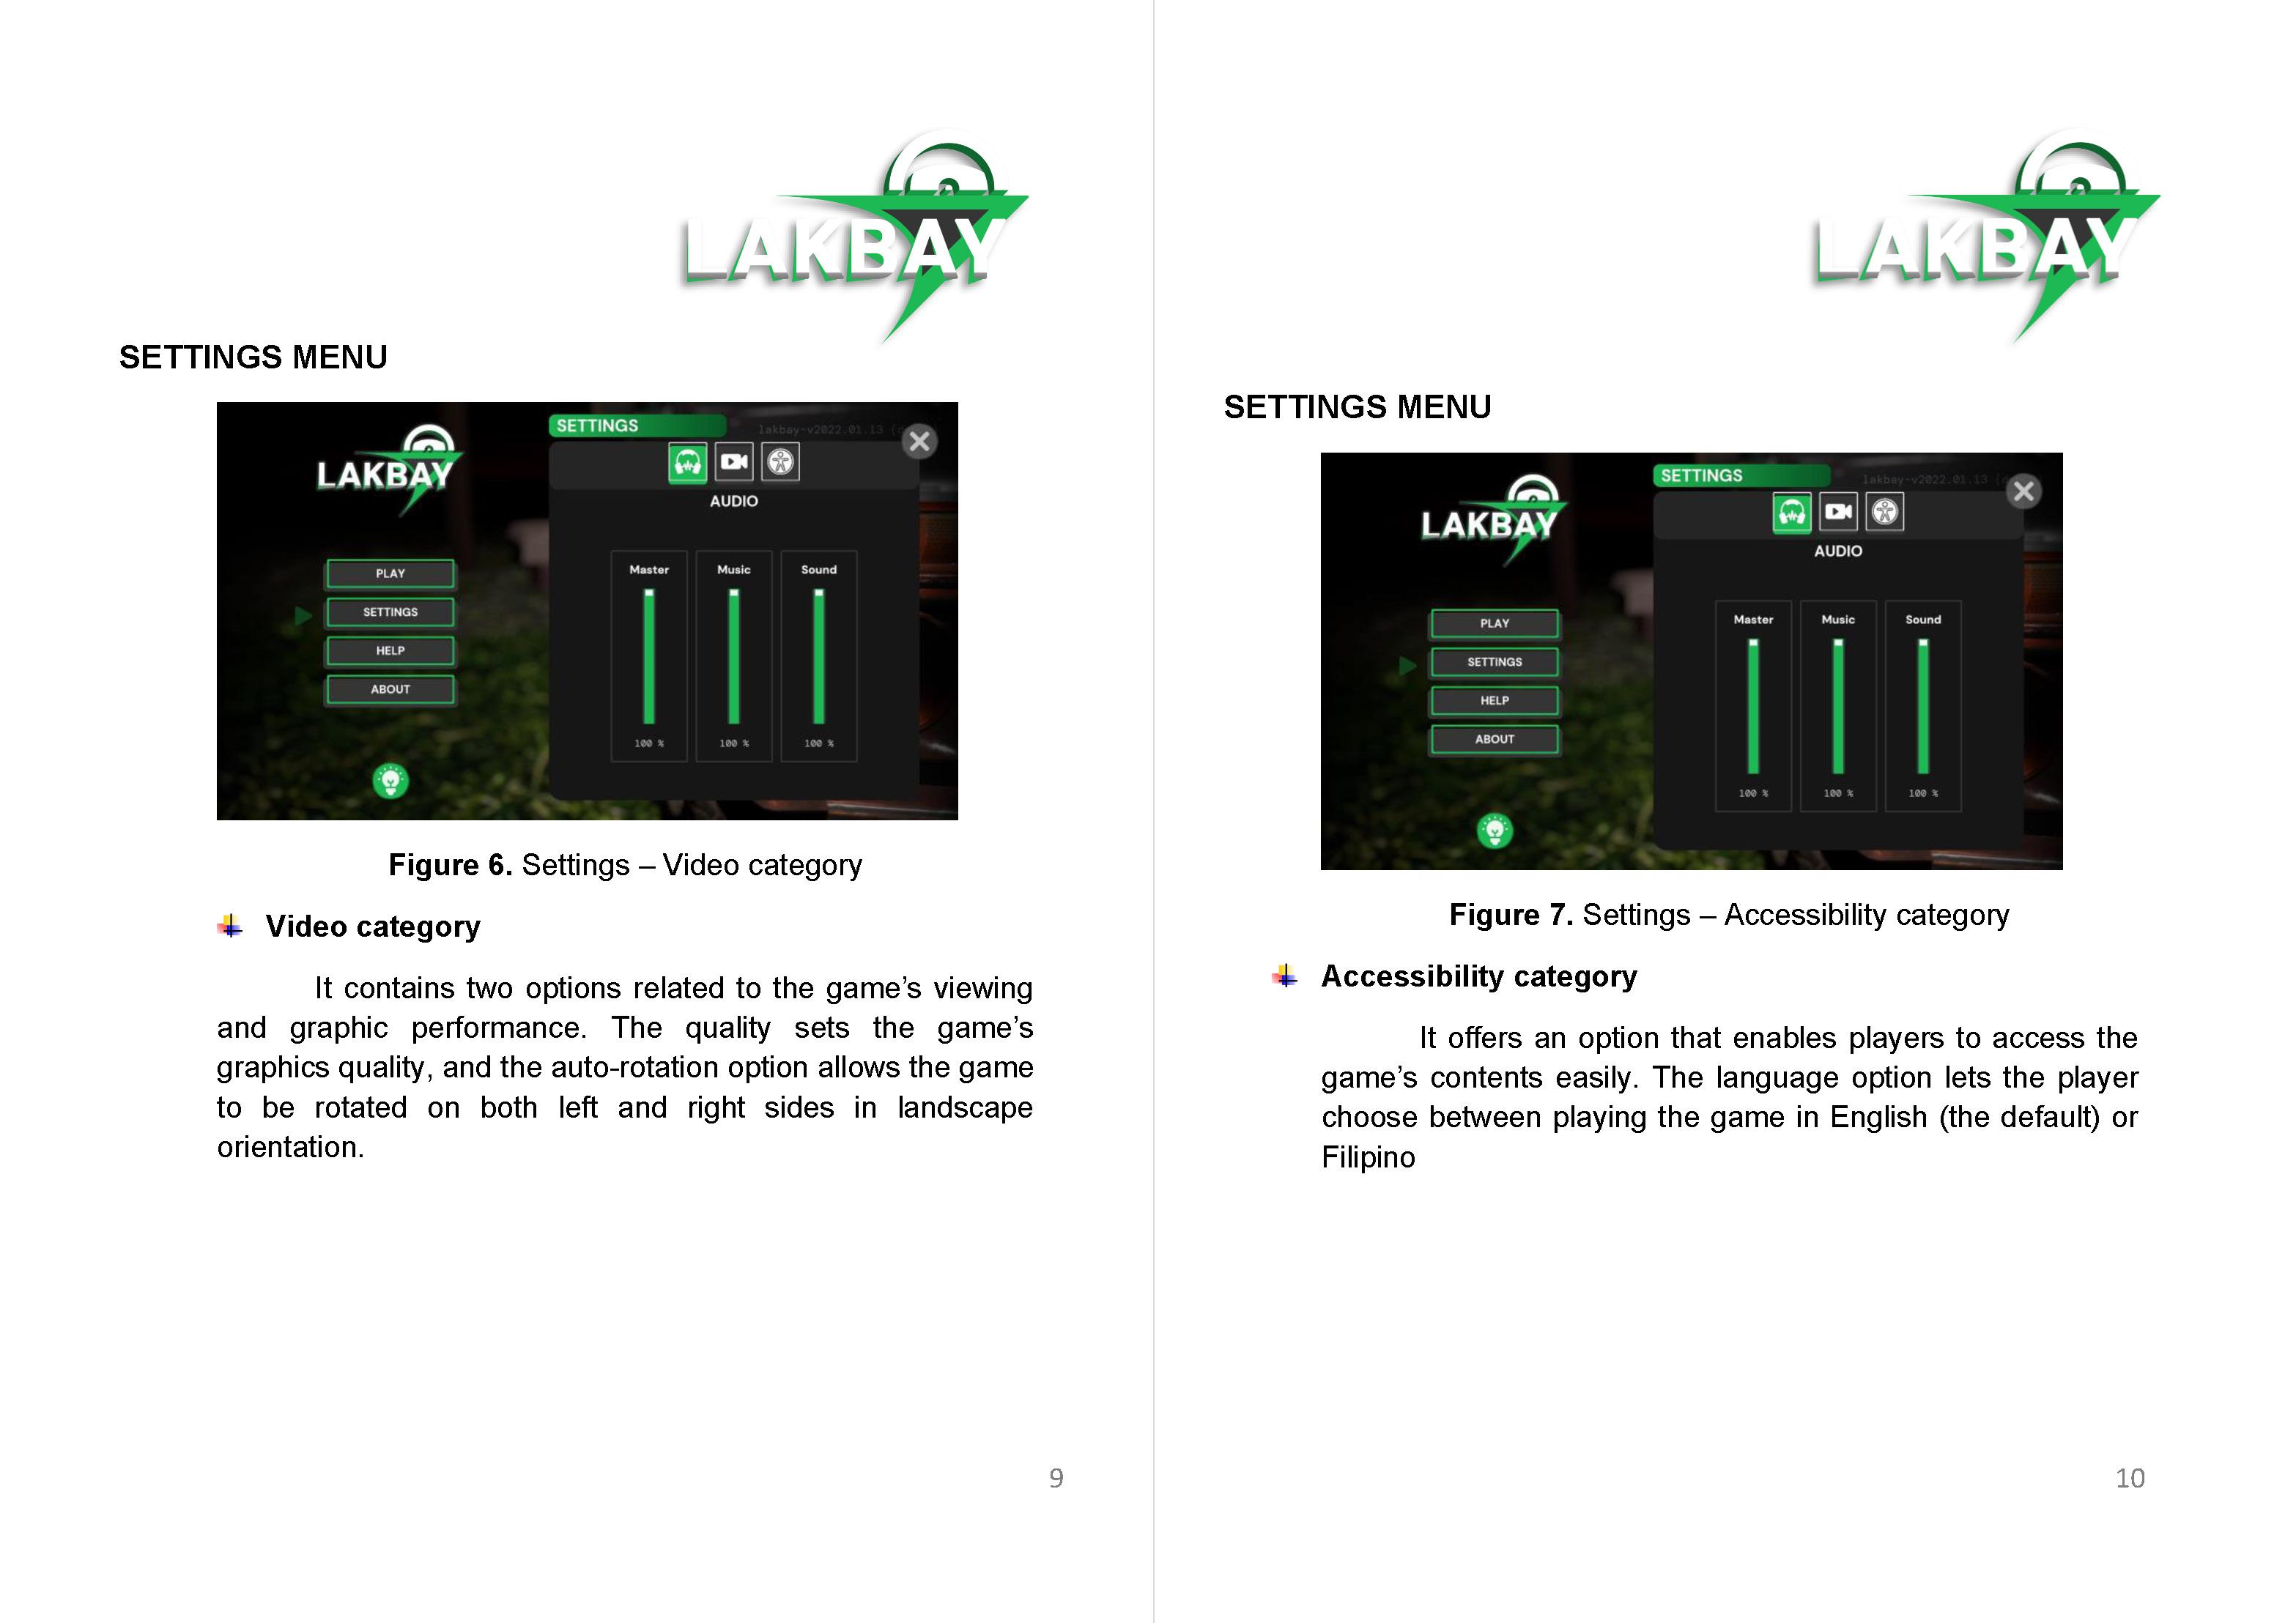 LAKBAY
SETTINGS MENU
LAKBAY
SETTINGS
lakbay-v2022.01.13
AUDIO
Master Music Sound
PLAY
SETTINGS
HELP
ABOUT
100 % 100 % 100 %
Figure 6. Settings – Video category
Video category
It contains two options related to the game’s viewing
and graphic performance. The quality sets the game’s
graphics quality, and the auto-rotation option allows the game
to be rotated on both left and right sides in landscape
orientation.
9
LAKBAY
SETTINGS MENU
LAKBAY
SETTINGS
lakbay-v2022.01.13
AUDIO
Master Music Sound
PLAY
SETTINGS
HELP
ABOUT
100 % 100 % 100 %
Figure 7. Settings – Accessibility category
Accessibility category
It offers an option that enables players to access the
game’s contents easily. The language option lets the player
choose between playing the game in English (the default) or
Filipino
10